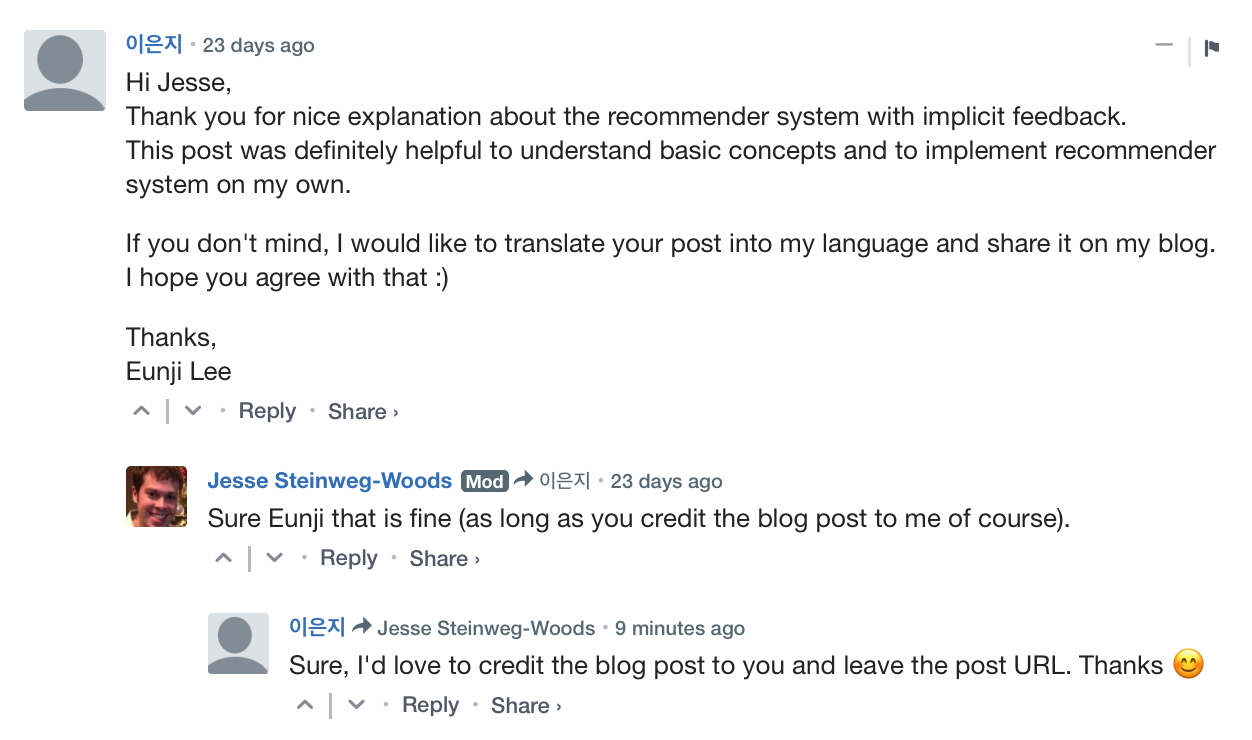 이은지 • 23 days ago
Hi Jesse,
Thank you for nice explanation about the recommender system with implicit feedback.
This post was definitely helpful to understand basic concepts and to implement recommender
system on my own.
If you don't mind, I would like to translate your post into my language and share it on my blog.
I hope you agree with that :)
Thanks,
Eunji Lee
Reply • Share ›
Jesse Steinweg-Woods Mod 이은지 • 23 days ago
Sure Eunji that is fine (as long as you credit the blog post to me of course).
• Reply • Share ›
이은지 Jesse Steinweg-Woods • 9 minutes ago
Sure, I'd love to credit the blog post to you and leave the post URL. Thanks 😊
• Reply • Share ›